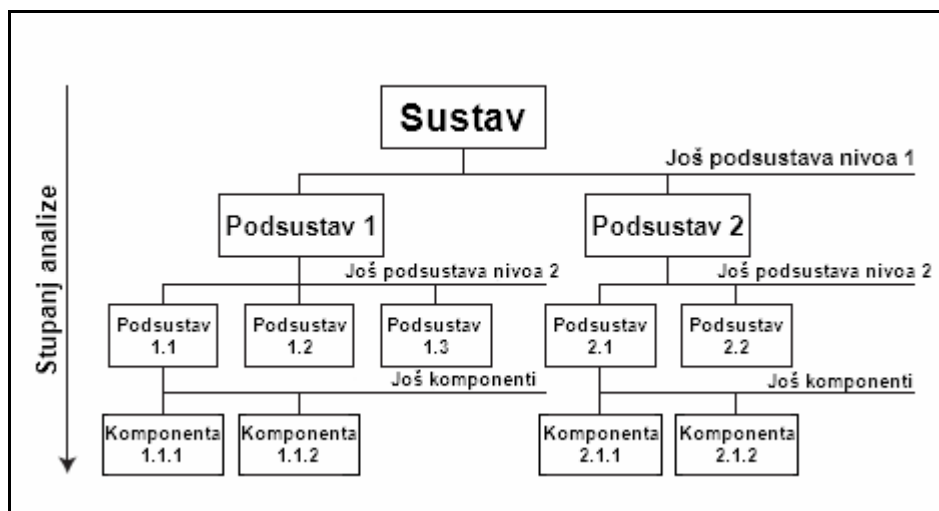 Stupanj analize
Sustav
Još podsustava nivoa 1
Podsustav 1
Podsustav 2
Još podsustava nivoa 2
Još podsustava nivoa 2
Podsustav
1.1
Podsustav
1.2
Podsustav
1.3
Podsustav
2.1
Podsustav
2.2
Još komponenti
Još komponenti
Komponenta
1.1.1
Komponenta
1.1.2
Komponenta
2.1.1
Komponenta
2.1.2